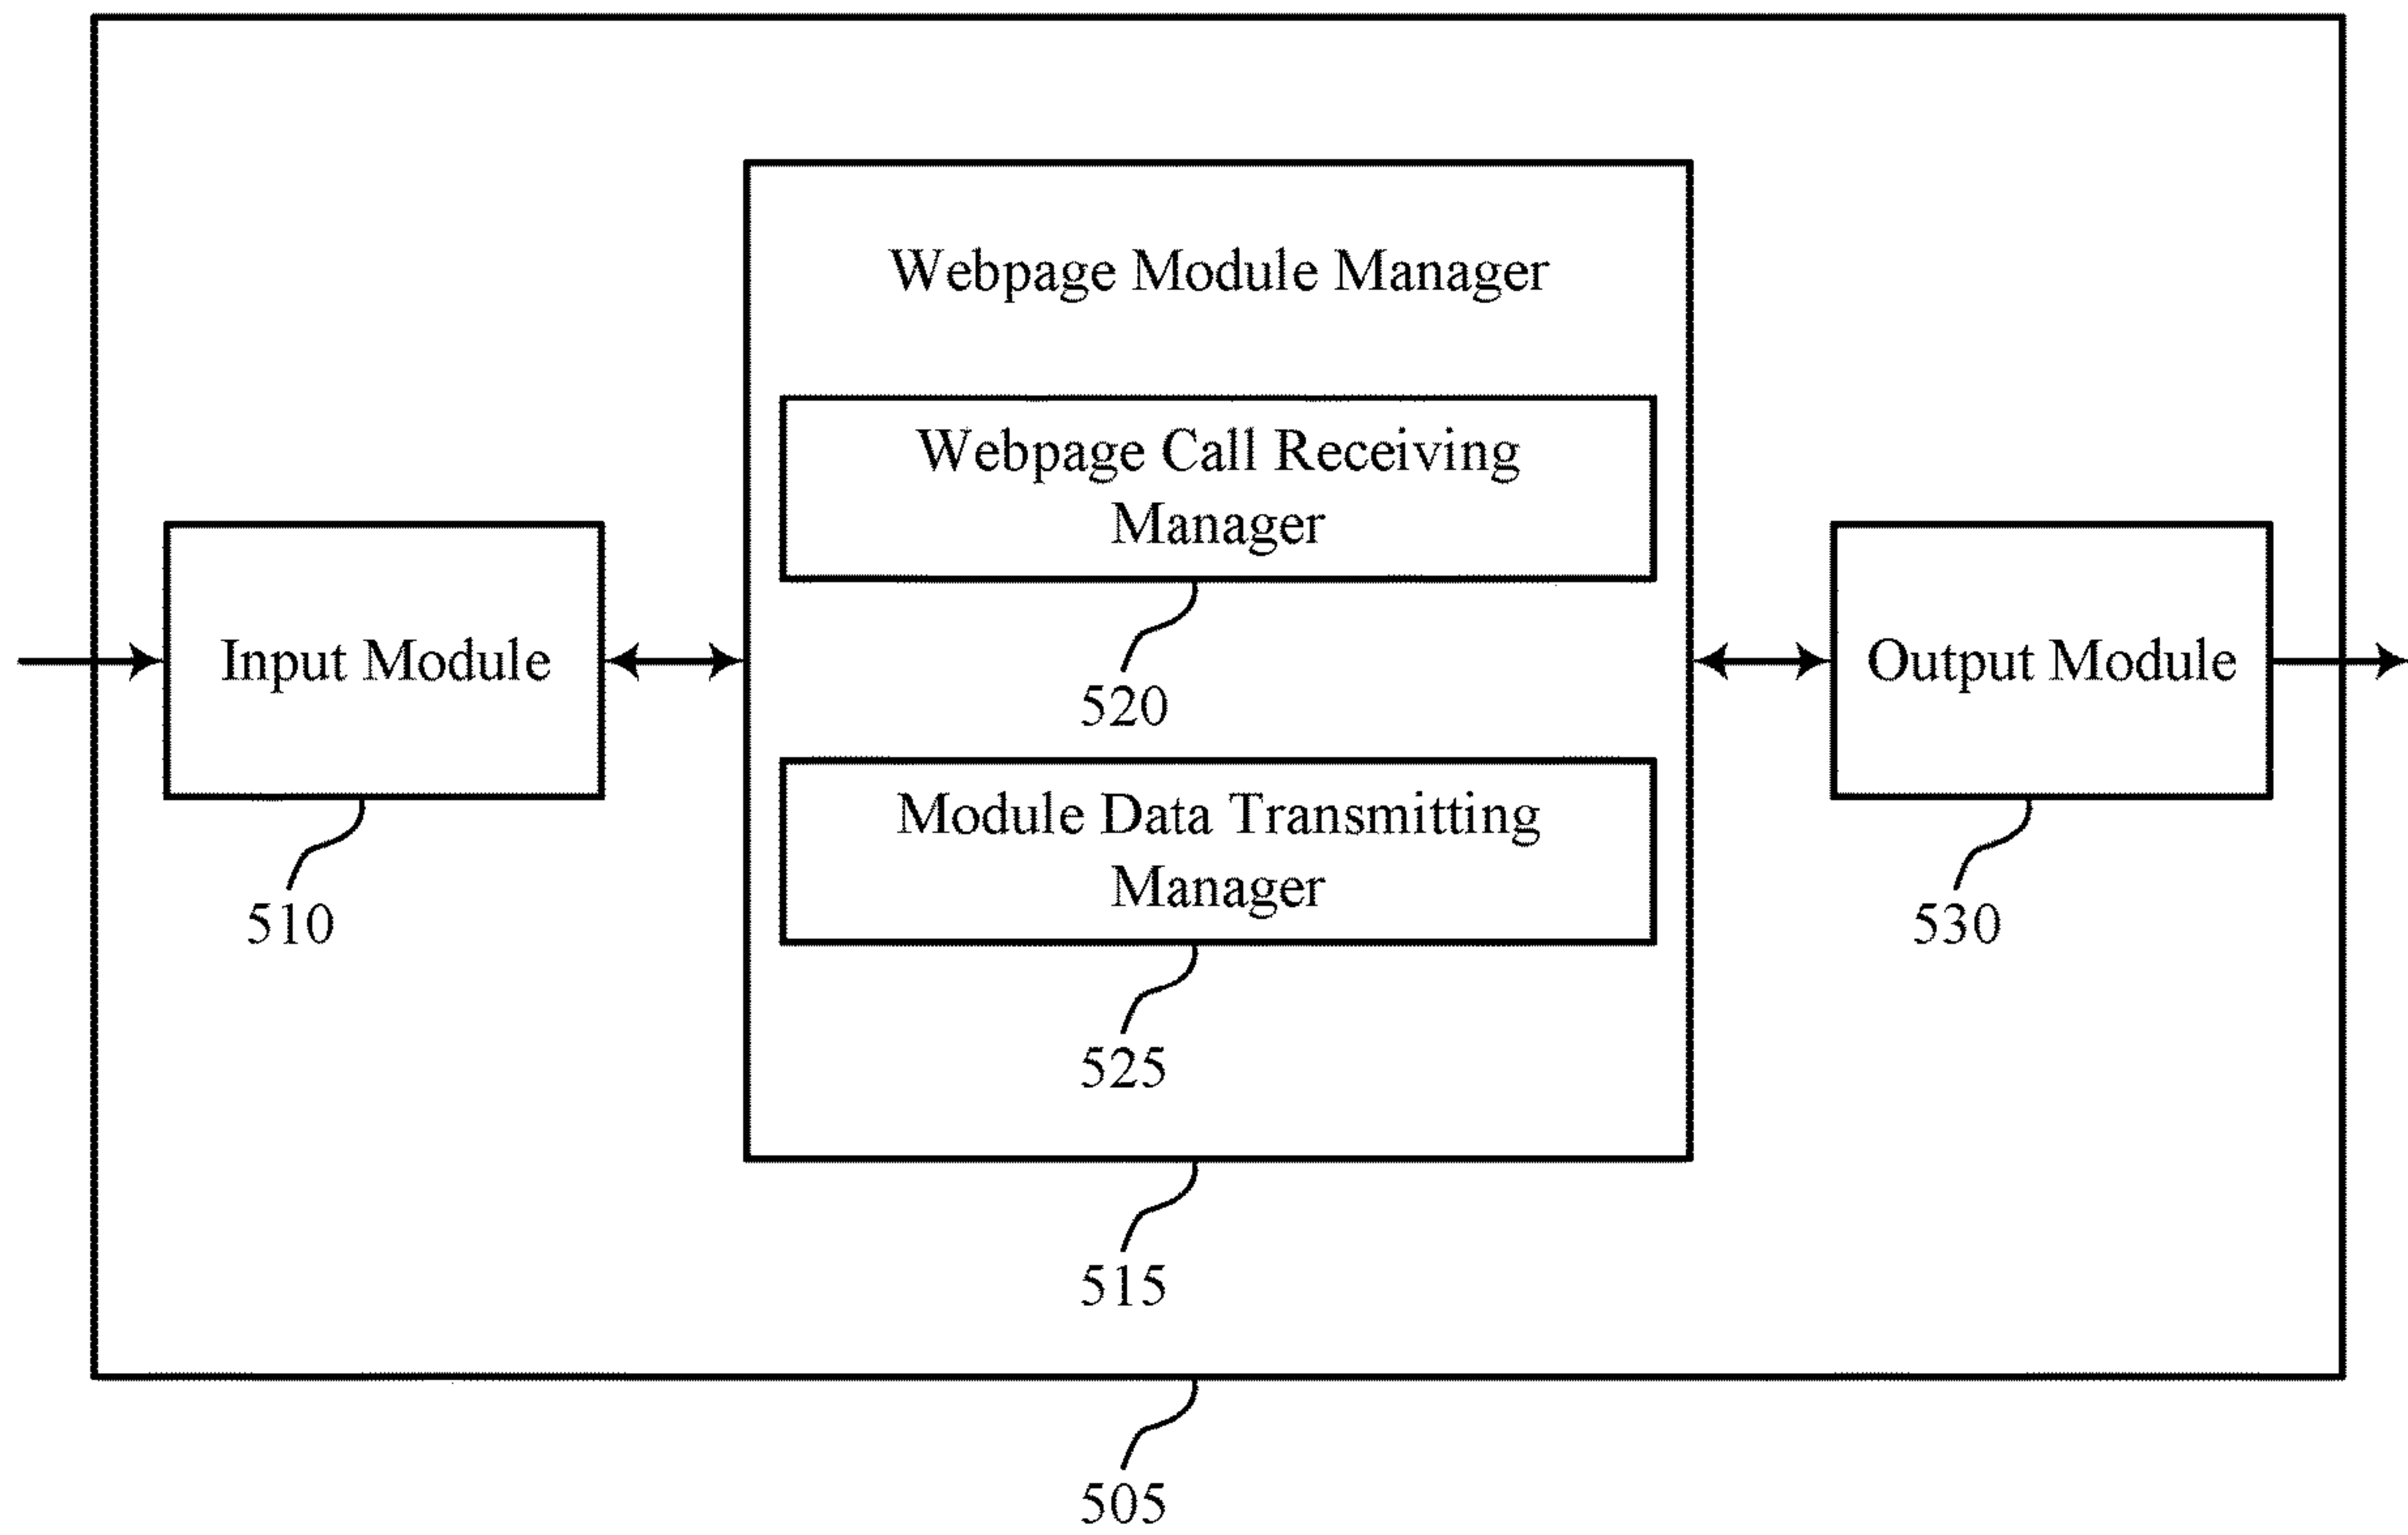 Webpage Module Manager
Webpage Call Receiving
Manager
520
Input Module
510
Module Data Transmitting
Manager
525
Output Module
530
515
505